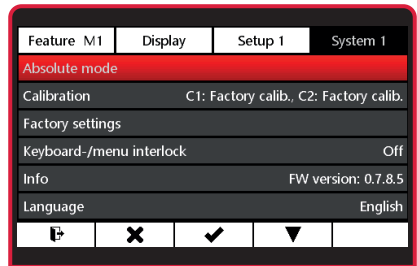 Feature M1 Display Setup 1 System 1
Absolute mode
Calibration C1: Factory calib., C2: Factory calib.
Factory settings
Keyboard-/menu interlock Off
Info FW version: 0.7.8.5
Language English